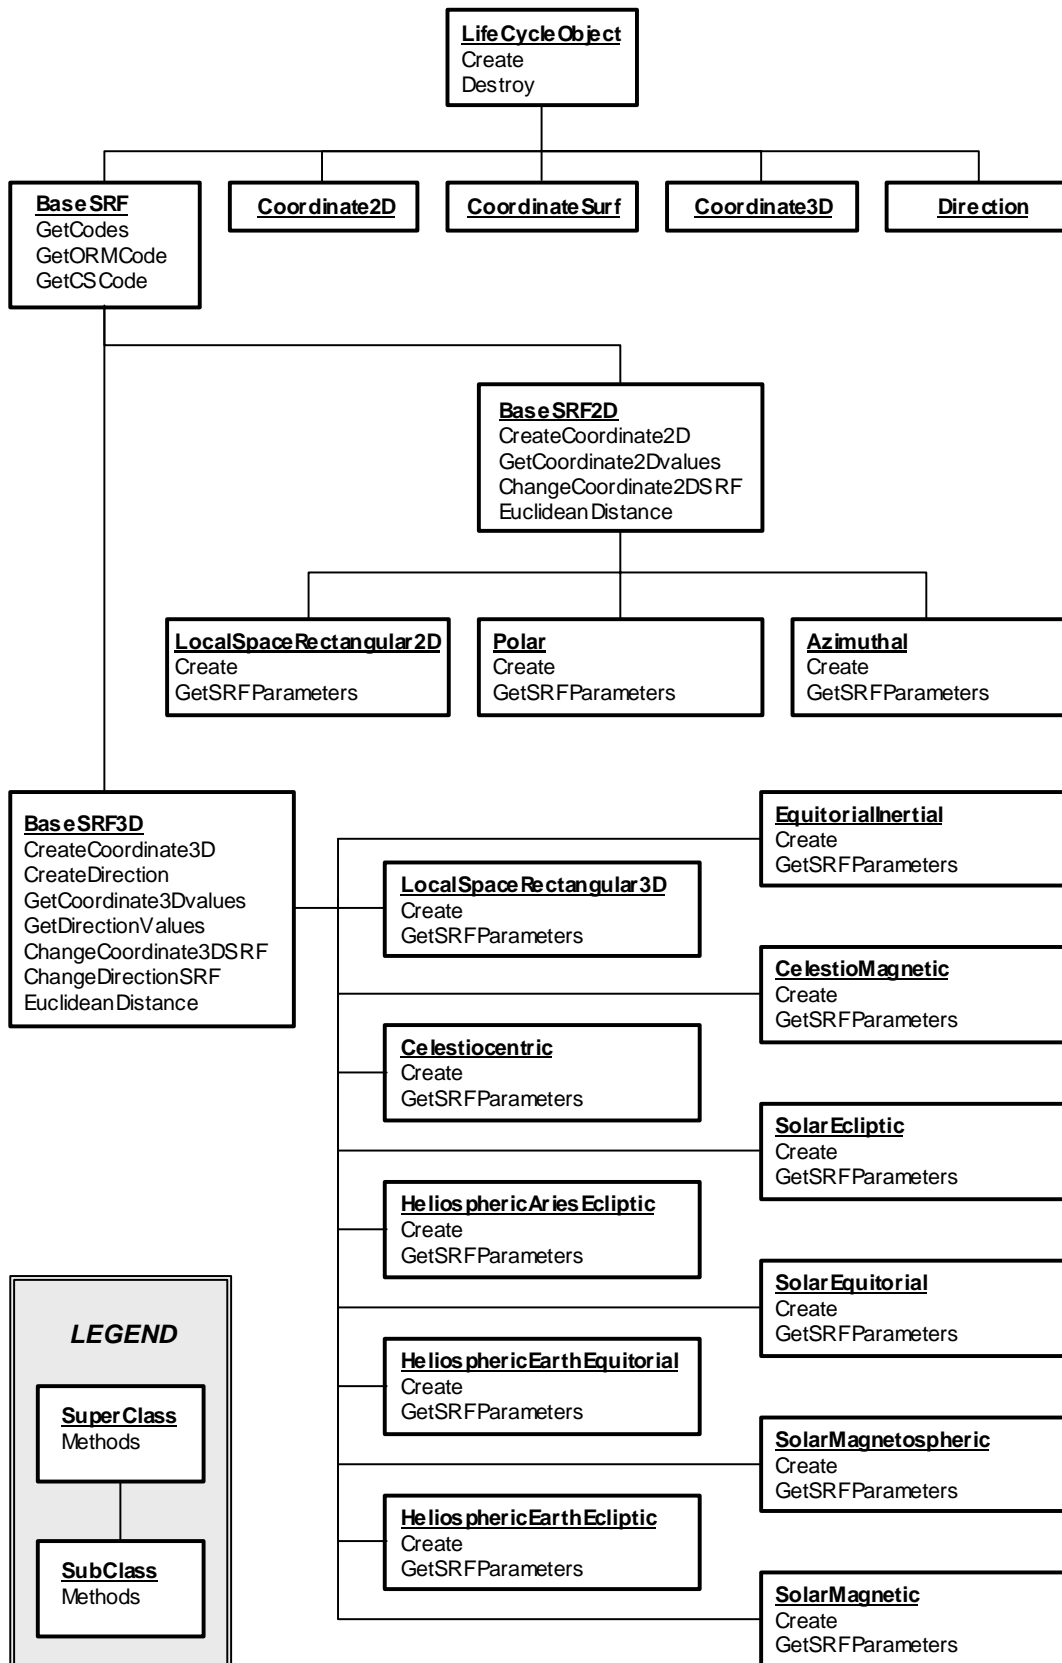 LifeCycleObject
Create
Destroy
BaseSRF
GetCodes
GetORMCode
GetCSCode
Coordinate2D
CoordinateSurf
Coordinate3D
Direction
BaseSRF2D
CreateCoordinate2D
GetCoordinate2Dvalues
ChangeCoordinate2DSRF
EuclideanDistance
LocalSpaceRectangular2D
Create
GetSRFParameters
Polar
Create
GetSRFParameters
Azimuthal
Create
GetSRFParameters
BaseSRF3D
CreateCoordinate3D
CreateDirection
GetCoordinate3Dvalues
GetDirectionValues
ChangeCoordinate3DSRF
ChangeDirectionSRF
EuclideanDistance
EquitorialInertial
Create
GetSRFParameters
LocalSpaceRectangular3D
Create
GetSRFParameters
CelestioMagnetic
Create
GetSRFParameters
Celestiocentric
Create
GetSRFParameters
SolarEcliptic
Create
GetSRFParameters
HeliosphericAriesEcliptic
Create
GetSRFParameters
SolarEquitorial
Create
GetSRFParameters
HeliosphericEarthEquitorial
Create
GetSRFParameters
SolarMagnetospheric
Create
GetSRFParameters
HeliosphericEarthEcliptic
Create
GetSRFParameters
SolarMagnetic
Create
GetSRFParameters
LEGEND
SuperClass
Methods
SubClass
Methods